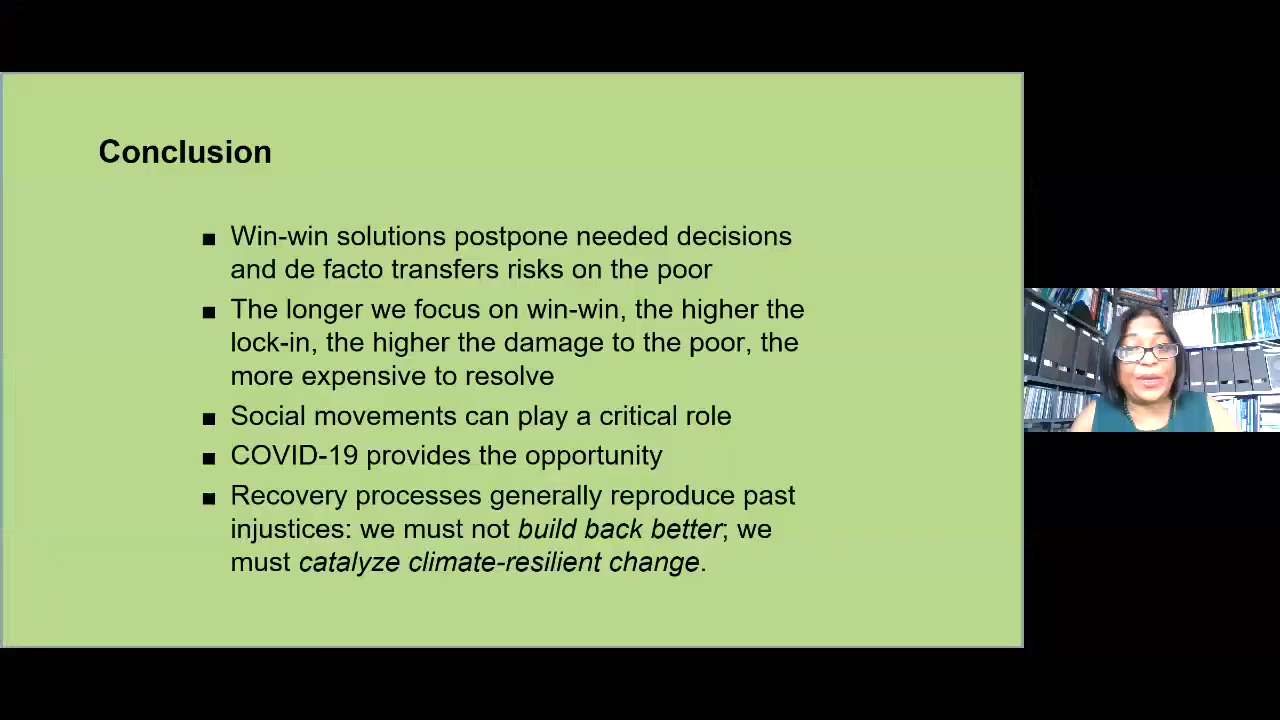 Conclusion
■ Win-win solutions postpone needed decisions
and de facto transfers risks on the poor
■ The longer we focus on win-win, the higher the
lock-in, the higher the damage to the poor, the
more expensive to resolve
■ Social movements can play a critical role
■ COVID-19 provides the opportunity
■ Recovery processes generally reproduce past
injustices: we must not build back better; we
must catalyze climate-resilient change.